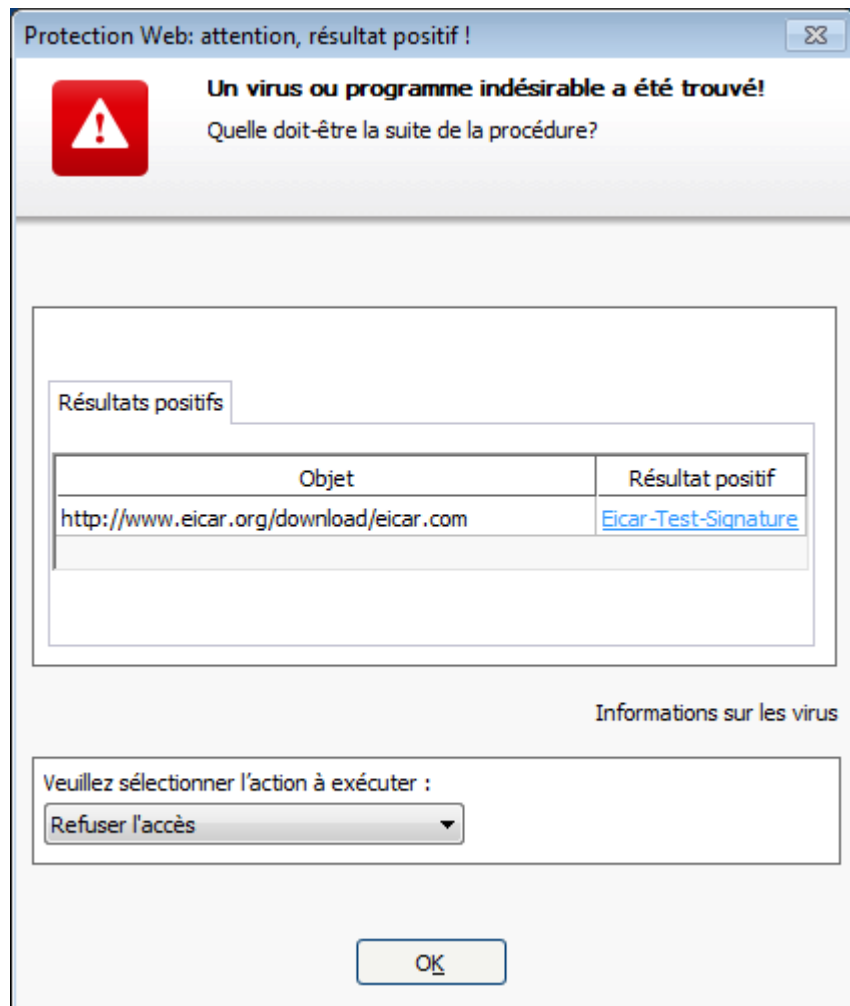 Protection Web: attention, résultat positif !
Un virus ou programme indésirable a été trouvé!
Quelle doit-être la suite de la procédure?
Résultats positifs
Objet Résultat positif
http://www.eicar.org/download/eicar.com Eicar-Test-Signature
Informations sur les virus
Veuillez sélectionner l'action à exécuter :
Refuser l'accès
OK